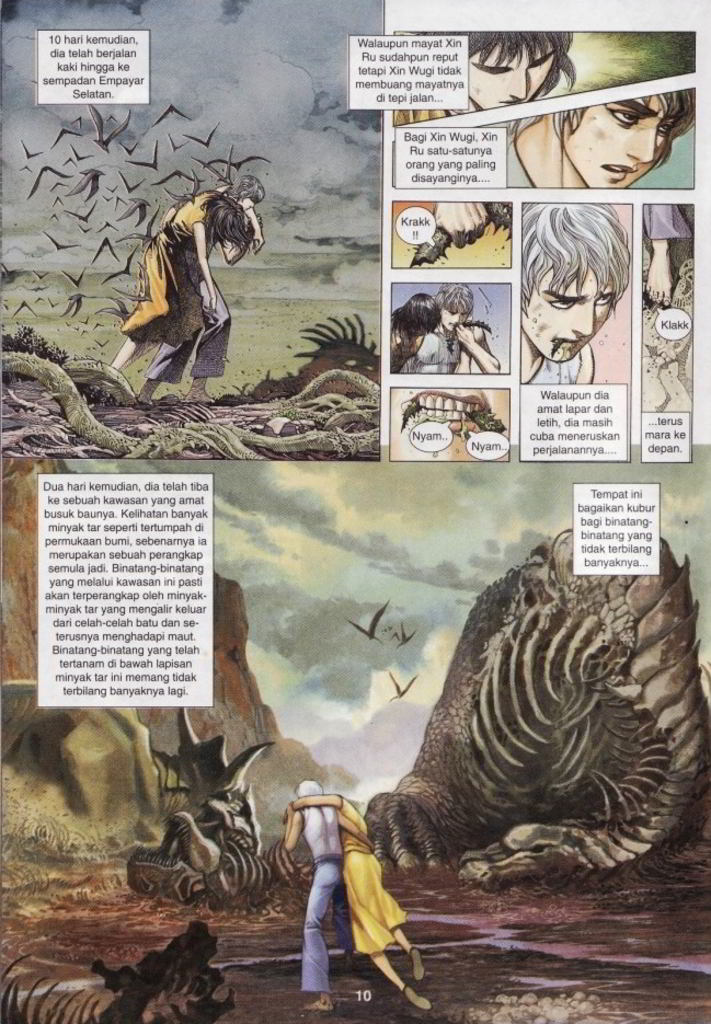 10 hari kemudian,
dia telah berjalan
kaki hingga ke
sempadan Empayar
Selatan.
Walaupun mayat Xin
Ru sudahpun reput
tetapi Xin Wugi tidak
membuang mayatnya
di tepi jalan...
Bagi Xin Wugi, Xin
Ru satu-satunya
orang yang paling
disayanginya....
Krakk
!!
Nyam..
Nyam..
Walaupun dia
amat lapar dan
letih, dia masih
cuba meneruskan
perjalanannya....
Klakk
...terus
mara ke
depan.
Dua hari kemudian, dia telah tiba
ke sebuah kawasan yang amat
busuk baunya. Kelihatan banyak
minyak tar seperti tertumpah di
permukaan bumi, sebenarnya ia
merupakan sebuah perangkap
semula jadi. Binatang-binatang
yang melalui kawasan ini pasti
akan terperangkap oleh minyak-
minyak tar yang mengalir keluar
dari celah-celah batu dan se-
terusnya menghadapi maut.
Binatang-binatang yang telah
tertanam di bawah lapisan
minyak tar ini memang tidak
terbilang banyaknya lagi.
Tempat ini
bagaikan kubur
bagi binatang-
binatang yang
tidak terbilang
banyaknya...
10